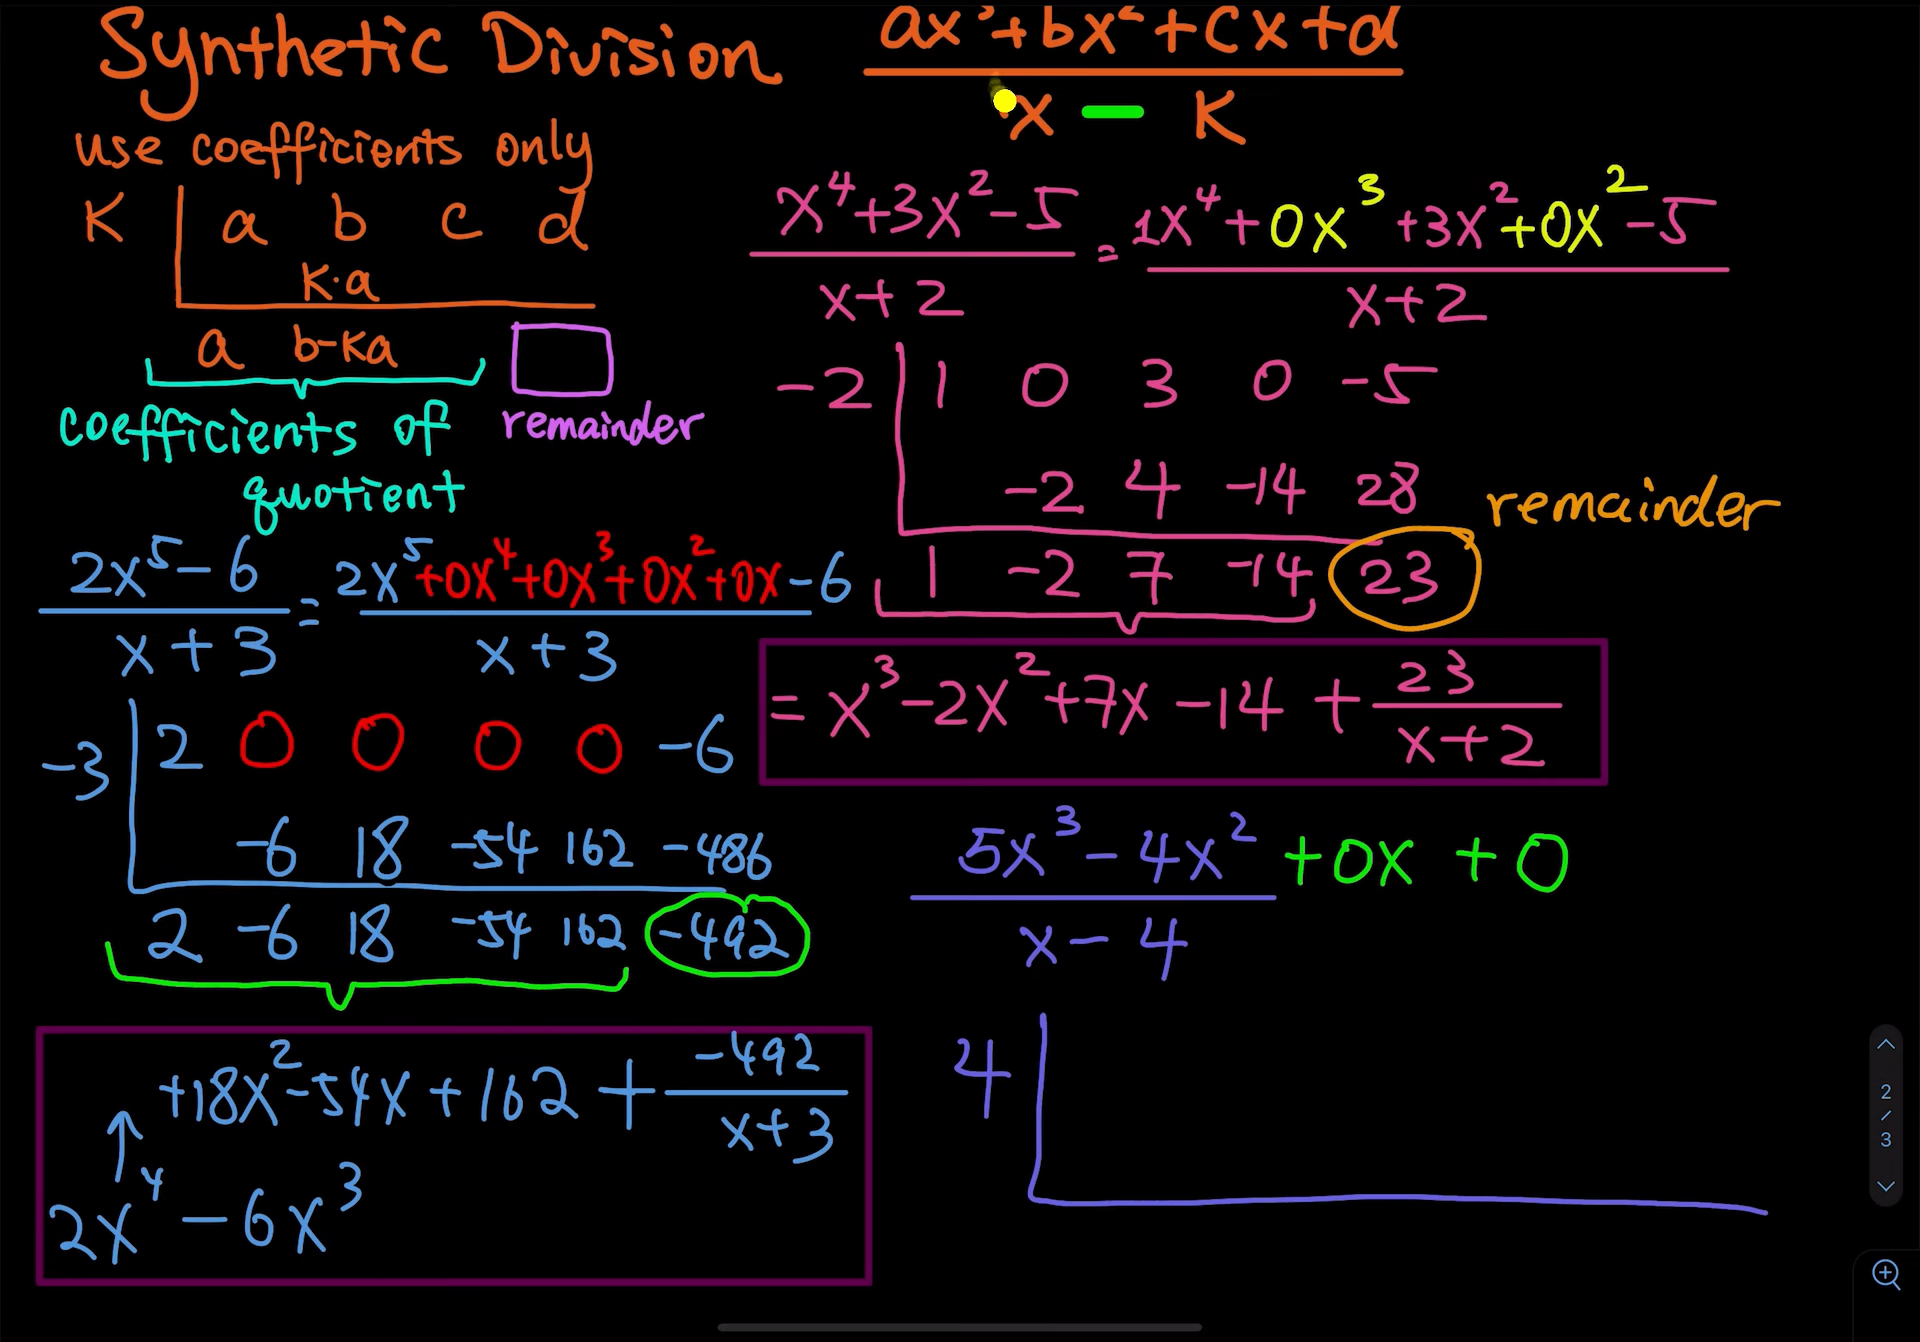 Synthetic Division
ax³+bx²+cx+d
x - K
use coefficients only
K | a b c d
K·a
a b-Ka
coefficients of
quotient
remainder
x⁴+3x²-5 = 1x⁴+0x³+3x²+0x²-5
x+2 x+2
-2 | 1 0 3 0 -5
-2 4 -14 28
1 -2 7 -14 23
remainder
= x³-2x²+7x-14+ 23
x+2
2x⁵-6 = 2x⁵+0x⁴+0x³+0x²+0x-6
x+3 x+3
-3 | 2 0 0 0 0 -6
-6 18 -54 162 -486
2 -6 18 -54 162 -492
+18x²-54x+162+ -492
x+3
↑
2x⁴-6x³
5x³-4x² +0x +0
x-4
4
2
/
3